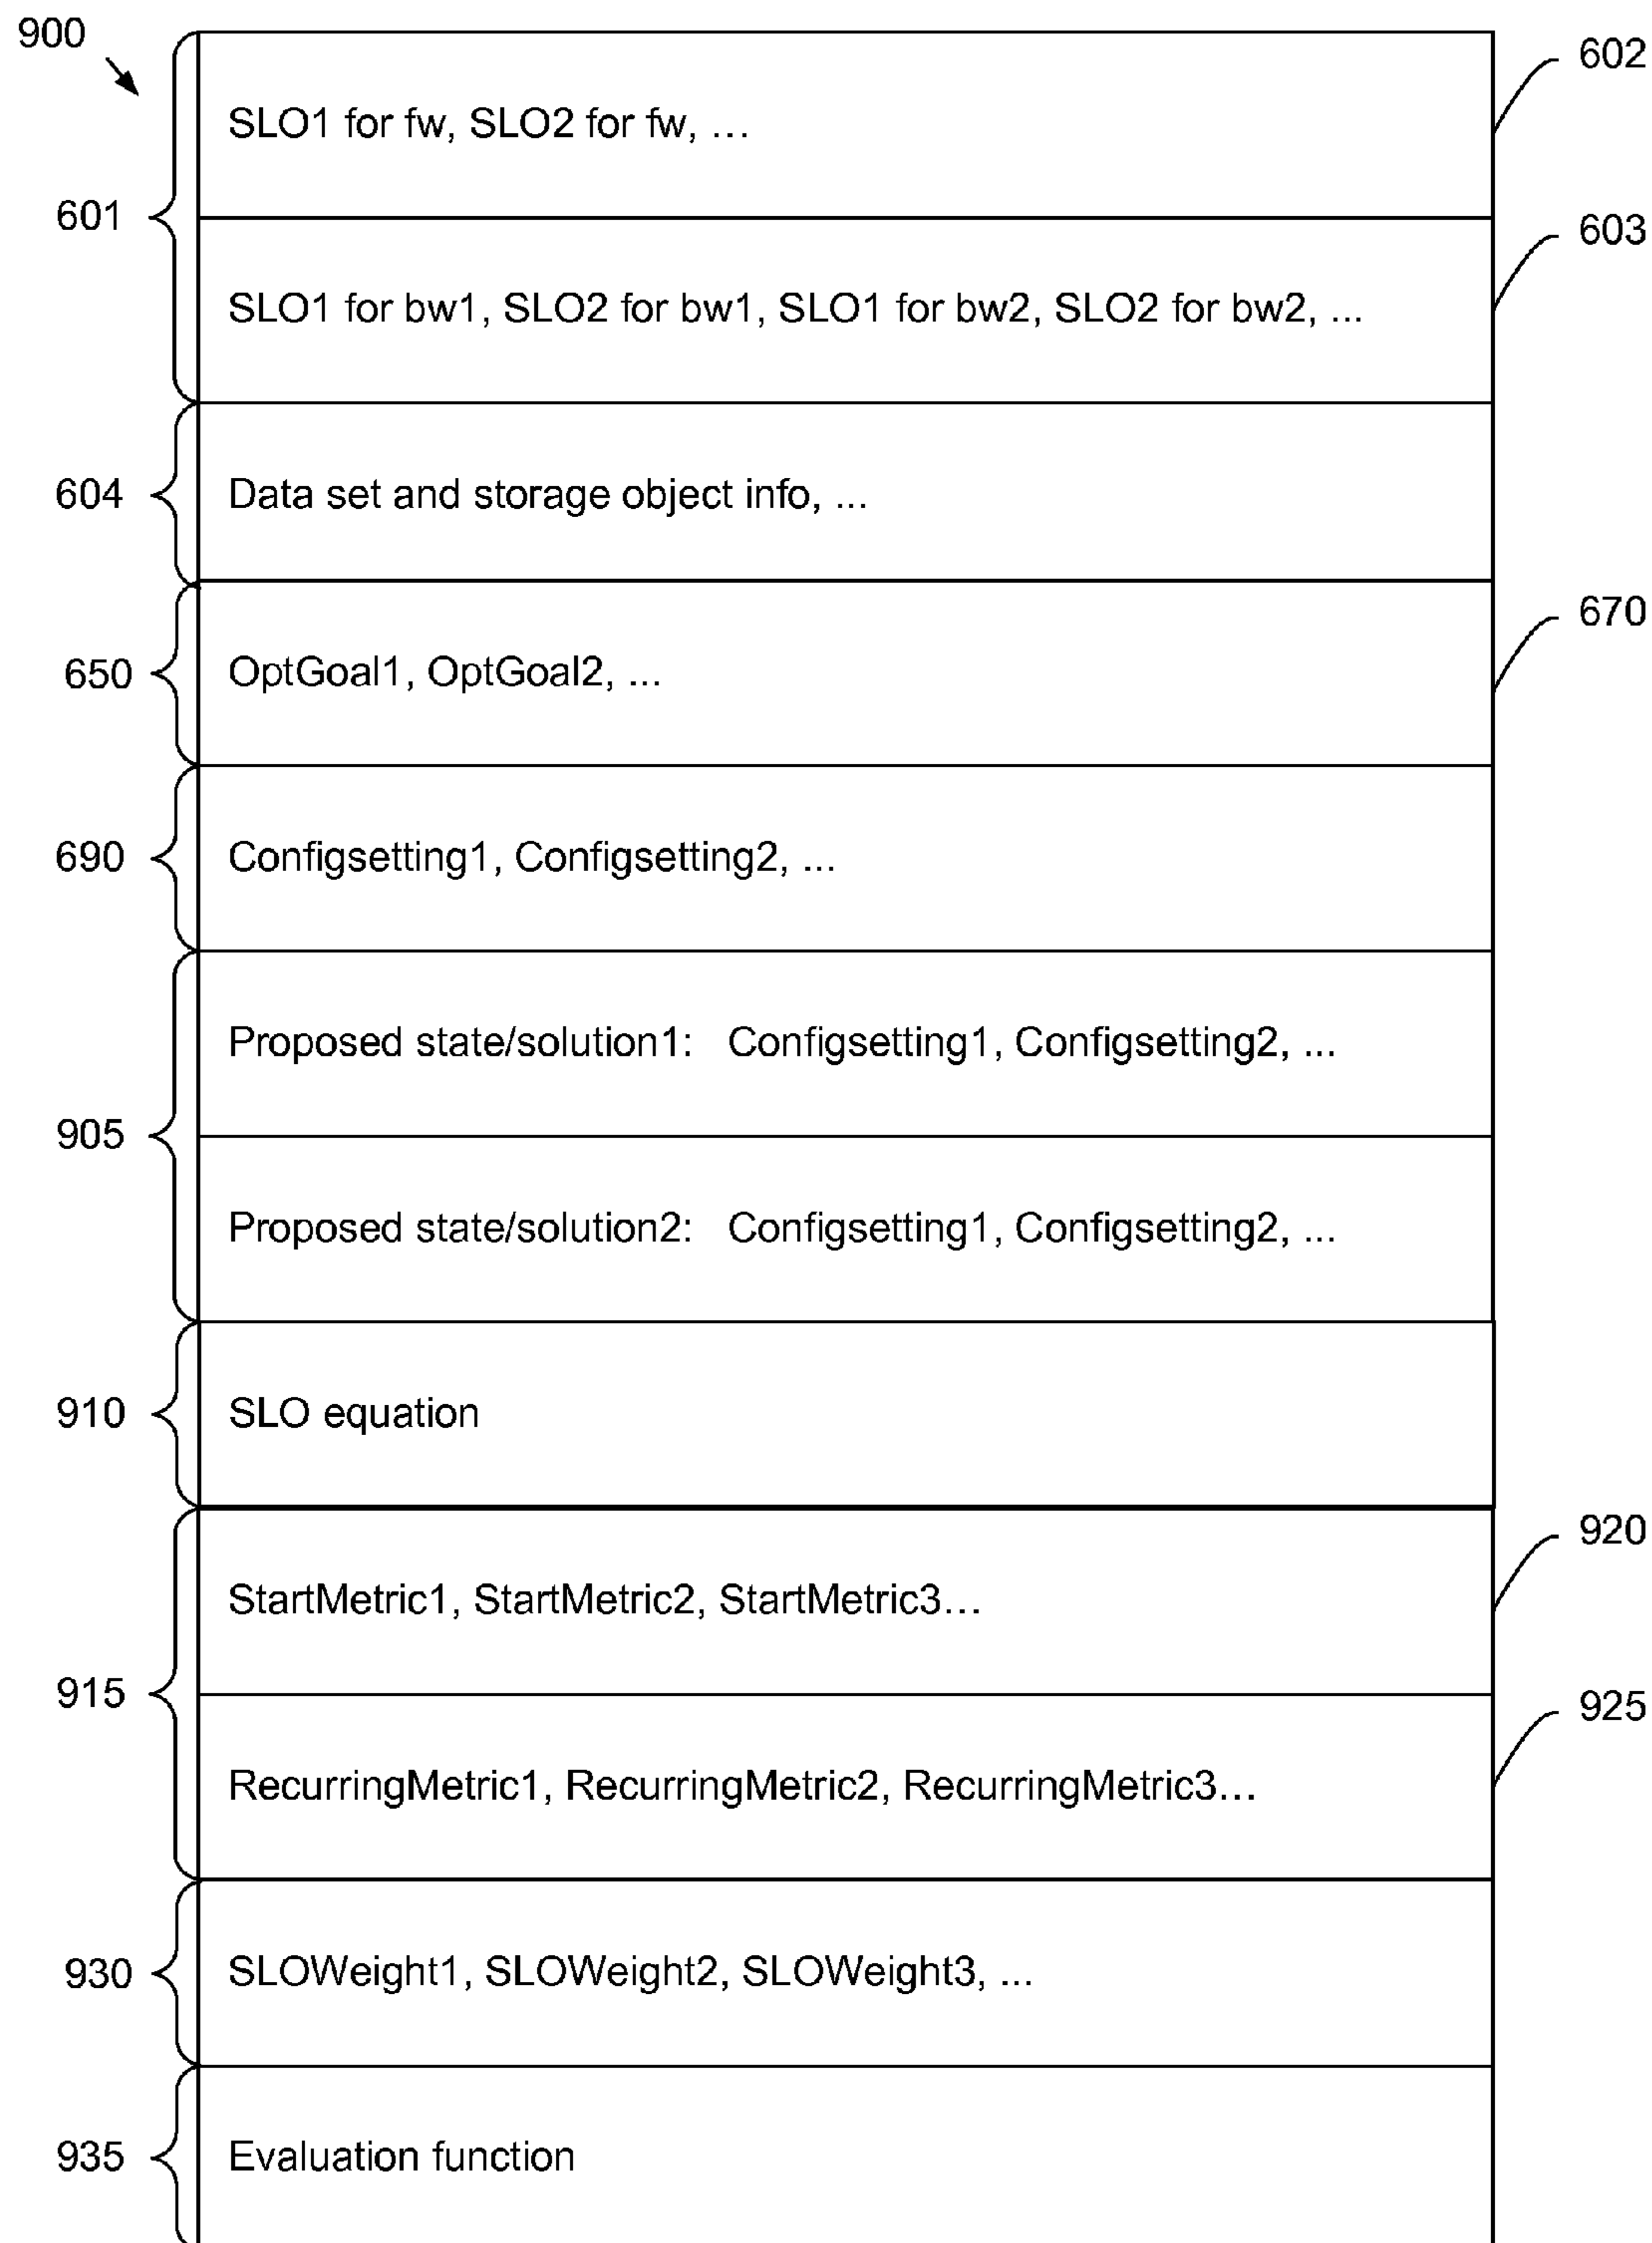 900
602
SLO1 for fw, SLO2 for fw, ...
601
603
SLO1 for bw1, SLO2 for bw1, SLO1 for bw2, SLO2 for bw2, ...
604
Data set and storage object info, ...
670
650
OptGoal1, OptGoal2, ...
690
Configsetting1, Configsetting2, ...
Proposed state/solution1: Configsetting1, Configsetting2, ...
905
Proposed state/solution2: Configsetting1, Configsetting2, ...
910
SLO equation
920
StartMetric1, StartMetric2, StartMetric3...
915
925
RecurringMetric1, RecurringMetric2, RecurringMetric3...
930
SLOWeight1, SLOWeight2, SLOWeight3, ...
935
Evaluation function